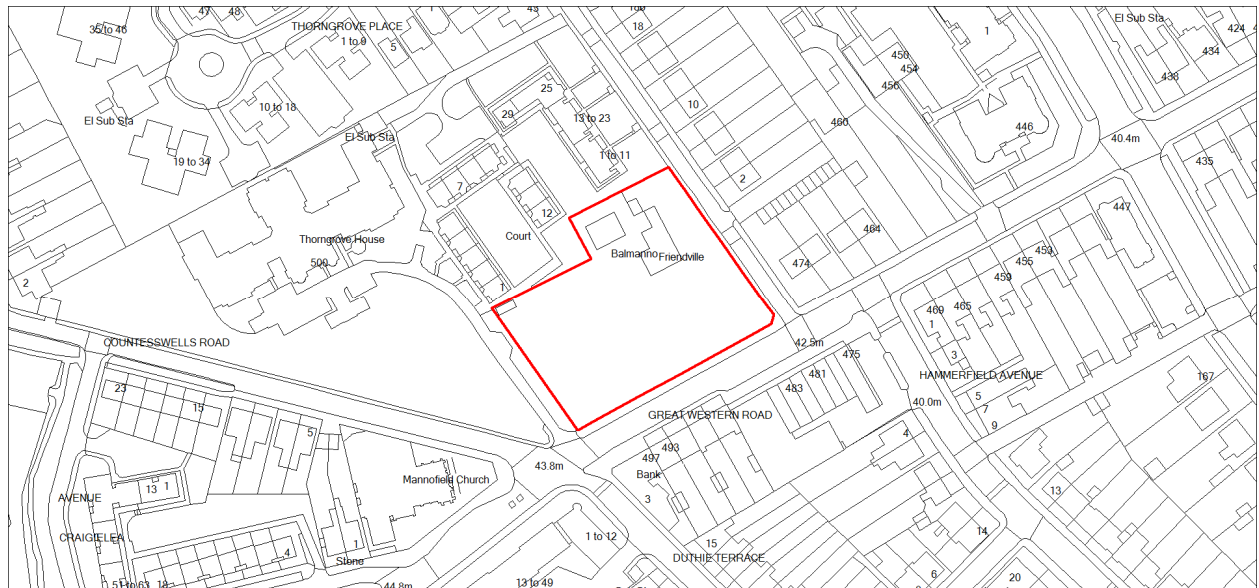 47
48
THORNGROVE PLACE
1
18
El Sub Sta
35 to 46
1 to 9
5
1
424
434
450
454
456
438
10 to 18
25
10
El Sub Sta
29
13 to 23
460
446
40.4m
El Sub Sta
19 to 34
1 to 11
435
7
2
12
447
Court
464
Thorngrove House
Balmanno
Friendville
453
455
500
474
459
2
1
469
465
1
COUNTESSWELLS ROAD
42.5m
475
3
481
HAMMERFIELD AVENUE
167
23
483
5
40.0m
15
GREAT WESTERN ROAD
7
9
5
493
4
497
43.8m
Bank
Mannofield Church
13
1
AVENUE
3
13
14
CRAIGIELEA
1
1 to 12
4
15
DUTHIE TERRACE
Stone
6
20
51 to 63
18
44.8m
13 to 49